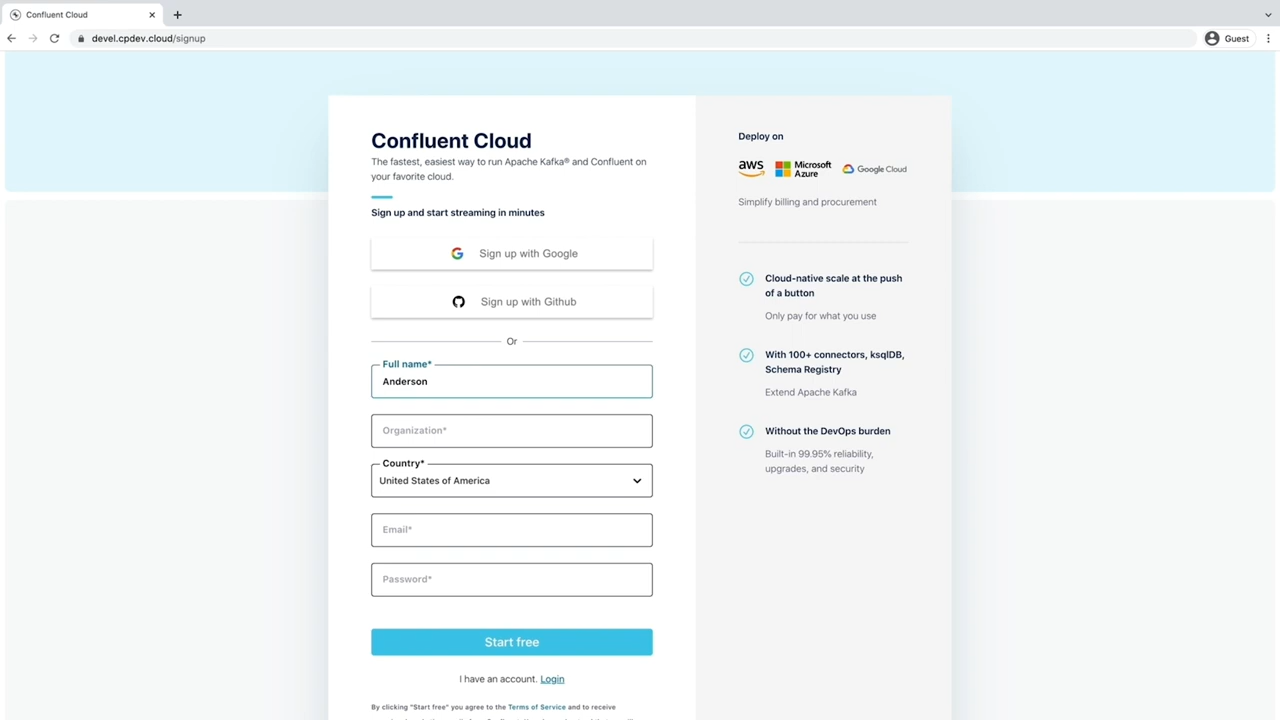 Confluent Cloud
devel.cpdev.cloud/signup
Guest
Confluent Cloud
The fastest, easiest way to run Apache Kafka® and Confluent on
your favorite cloud.
Sign up and start streaming in minutes
Sign up with Google
Sign up with Github
Or
Full name*
Anderson
Organization*
Country*
United States of America
Email*
Password*
Start free
I have an account. Login
By clicking "Start free" you agree to the Terms of Service and to receive
Deploy on
aws
Microsoft
Azure
Google Cloud
Simplify billing and procurement
Cloud-native scale at the push
of a button
Only pay for what you use
With 100+ connectors, ksqlDB,
Schema Registry
Extend Apache Kafka
Without the DevOps burden
Built-in 99.95% reliability,
upgrades, and security